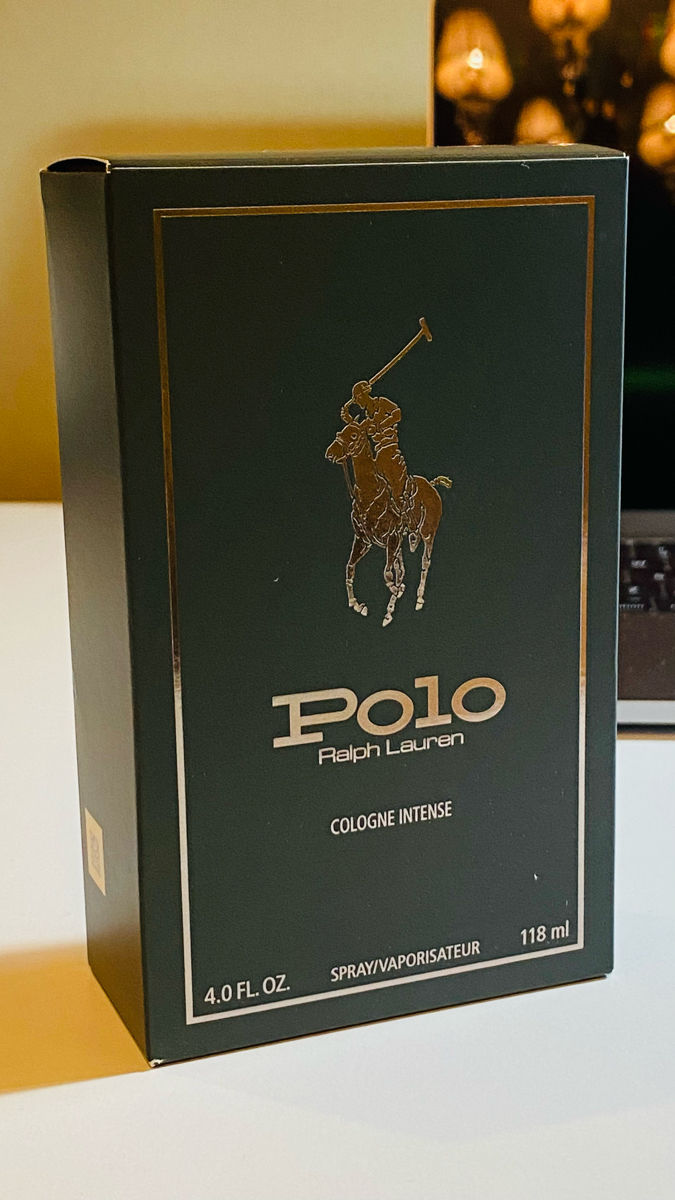 Polo
Ralph Lauren
COLOGNE INTENSE
4.0 FL. OZ.
SPRAY/VAPORISATEUR
118 ml